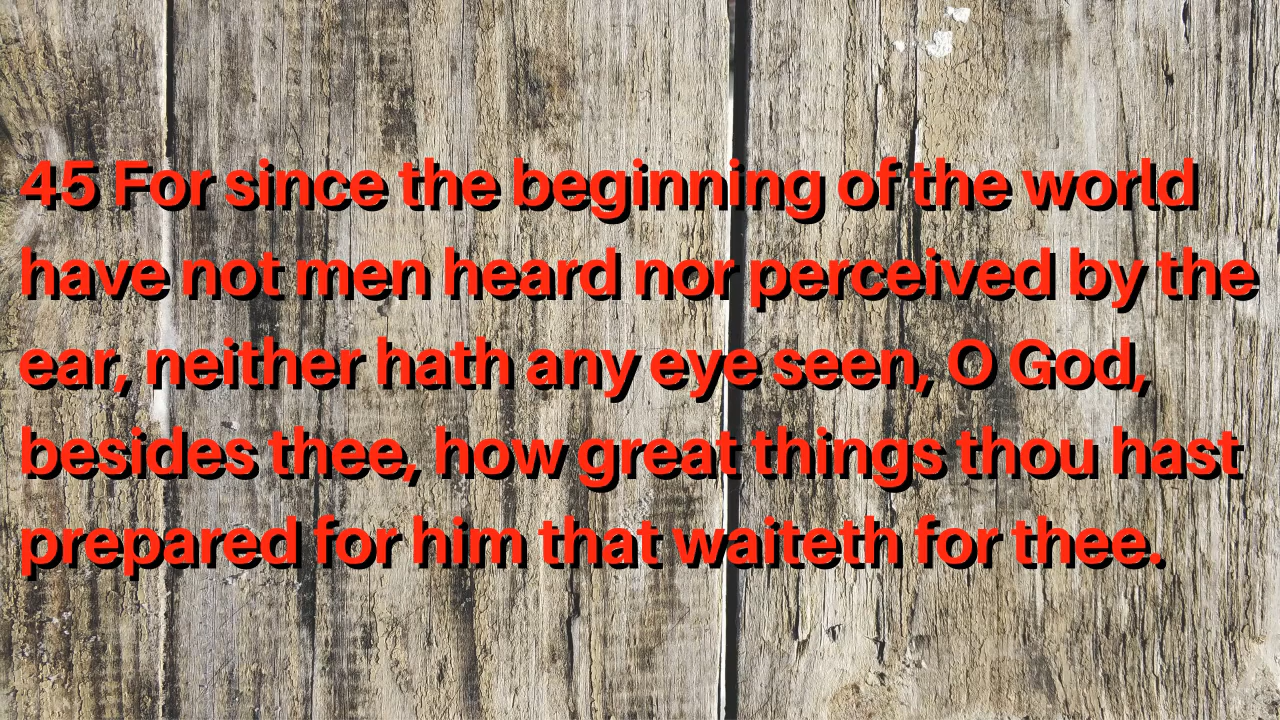 45 For since the beginning of the world
have not men heard nor perceived by the
ear, neither hath any eye seen, O God,
besides thee, how great things thou hast
prepared for him that waiteth for thee.